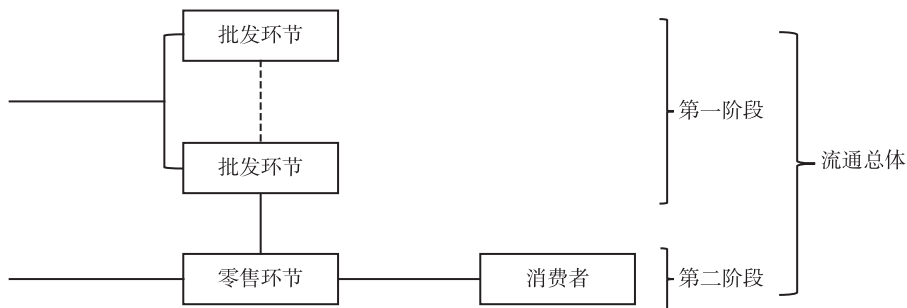 批发环节
第一阶段
批发环节
流通总体
零售环节
消费者
第二阶段